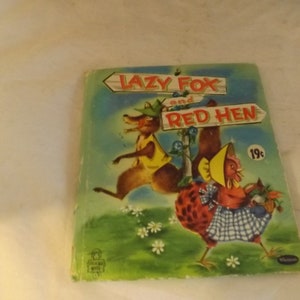 LAZY FOX
and
RED HEN
19¢